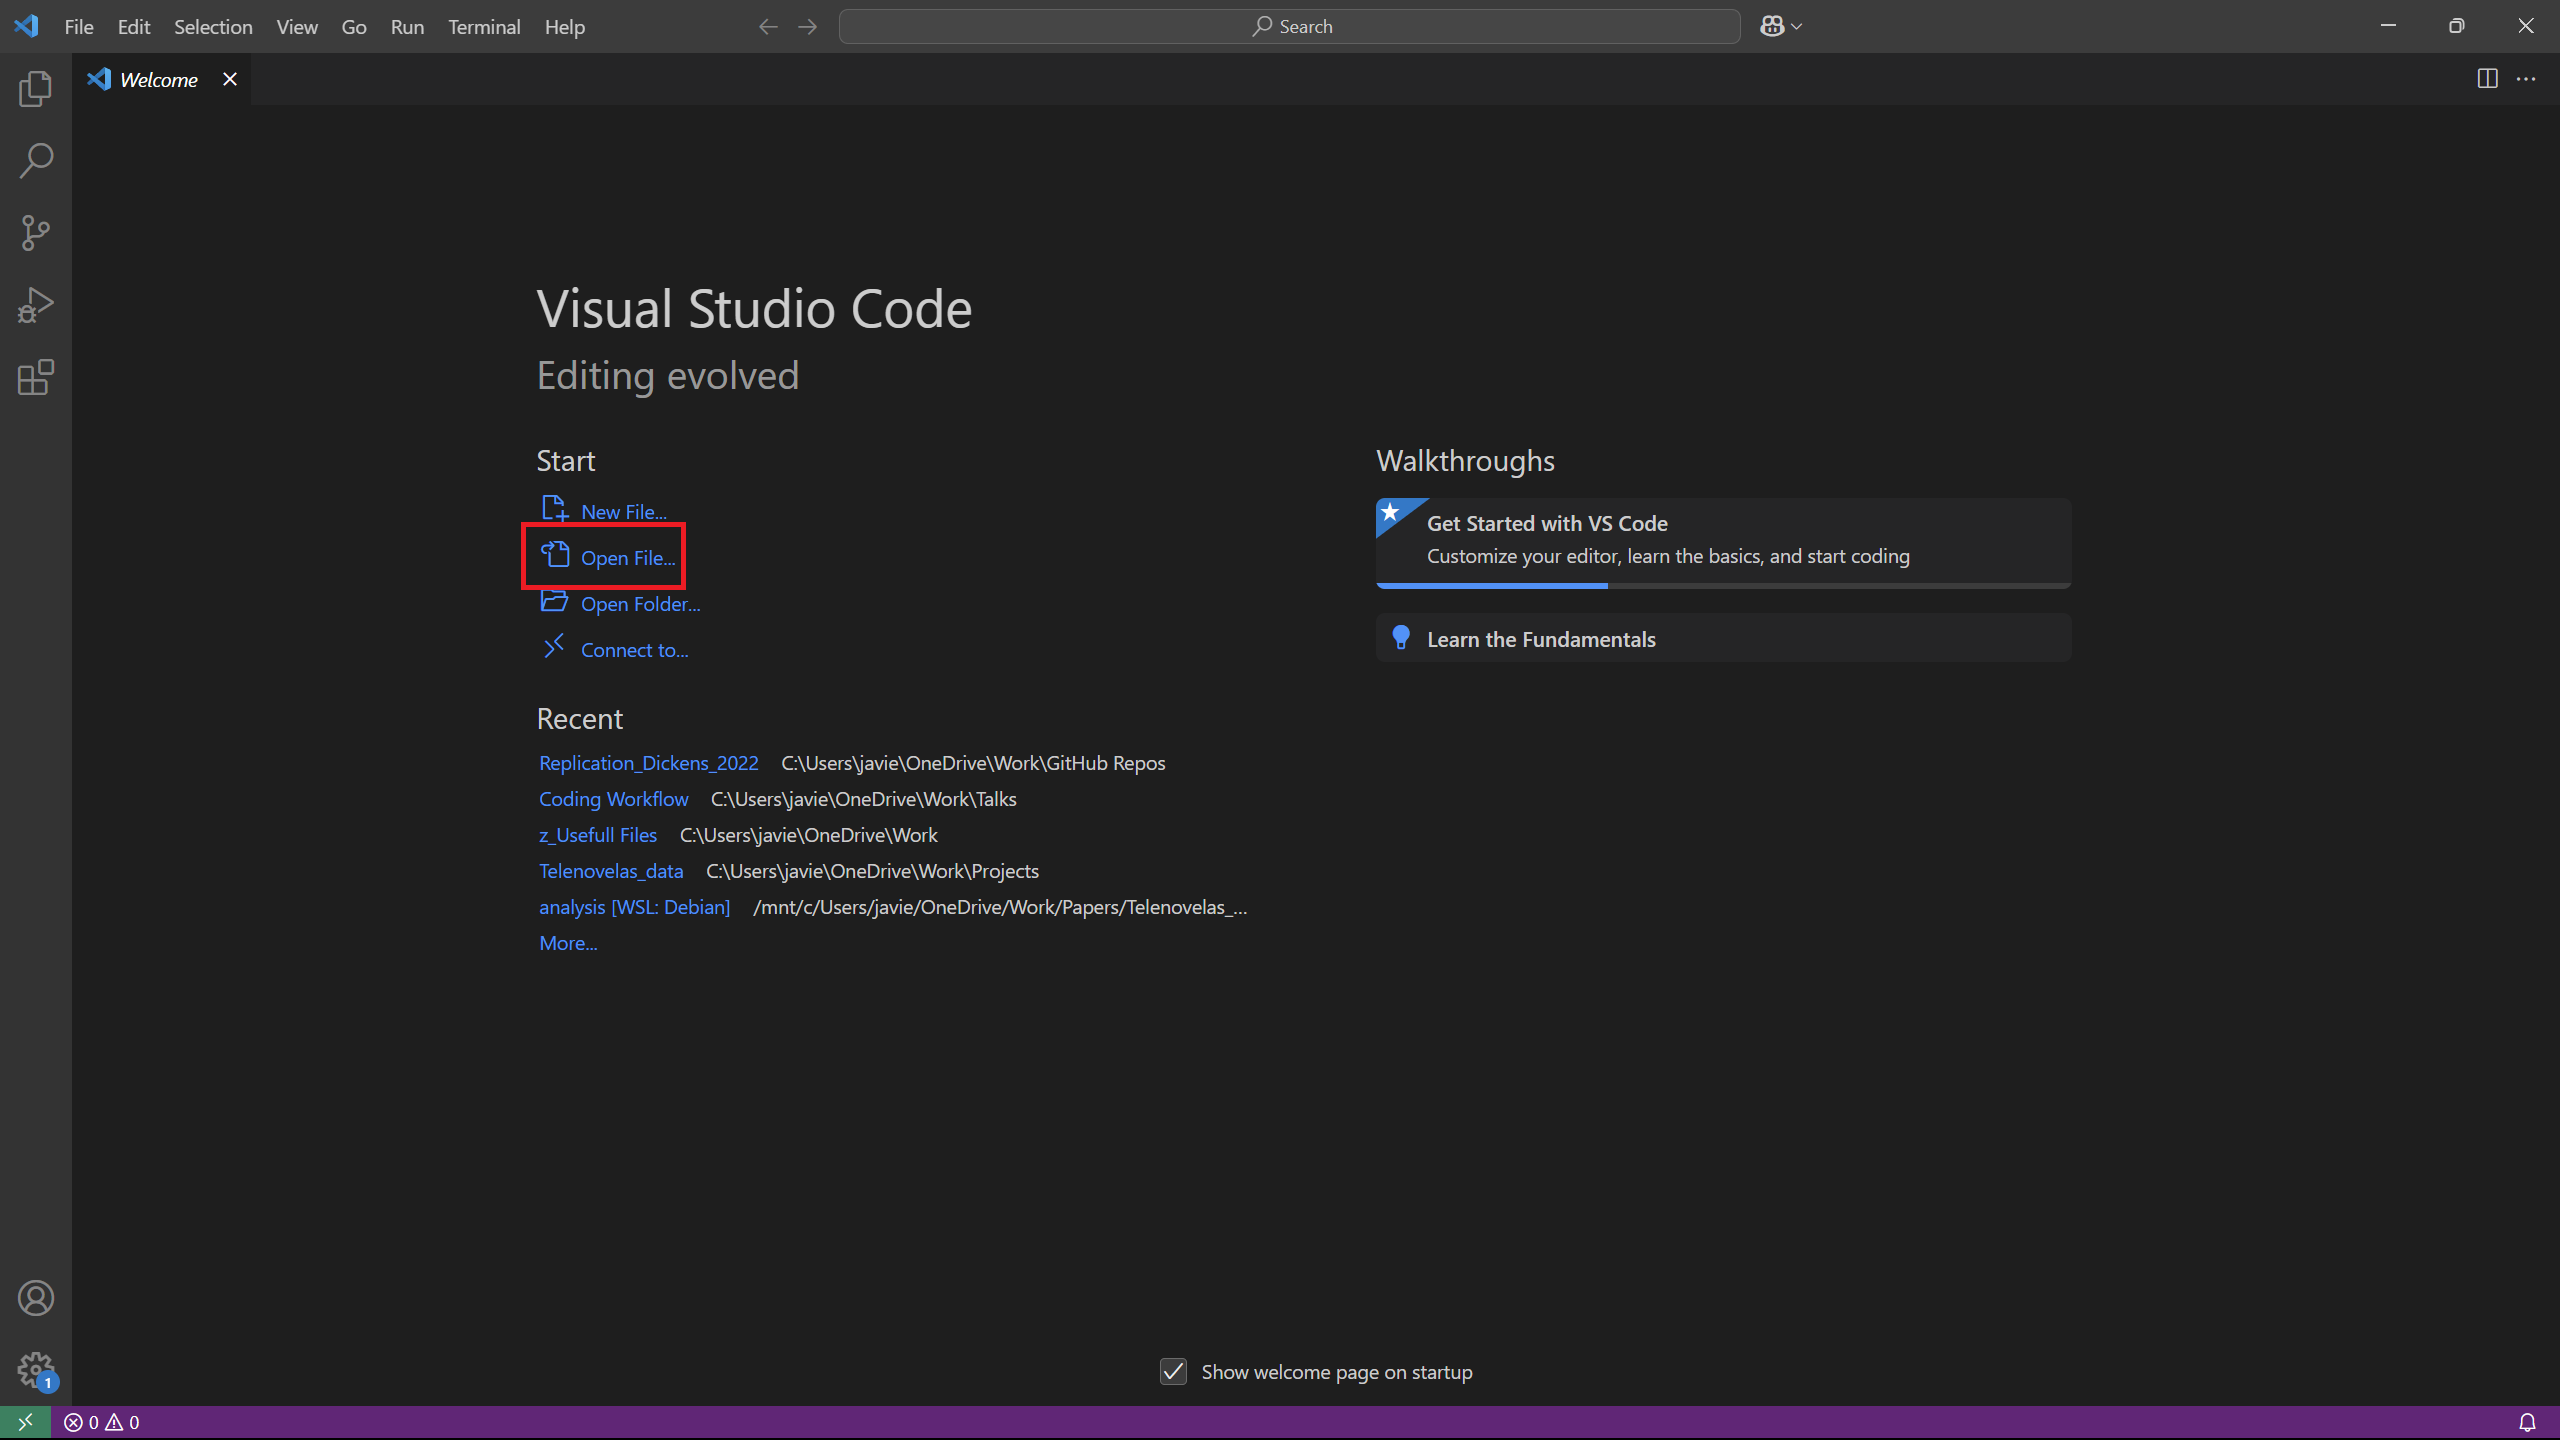 File Edit Selection View Go Run Terminal Help Search
Welcome
Visual Studio Code
Editing evolved
Start
New File...
Open File...
Open Folder...
Connect to...
Walkthroughs
Get Started with VS Code
Customize your editor, learn the basics, and start coding
Learn the Fundamentals
Recent
Replication_Dickens_2022 C:\Users\javie\OneDrive\Work\GitHub Repos
Coding Workflow C:\Users\javie\OneDrive\Work\Talks
z_Usefull Files C:\Users\javie\OneDrive\Work
Telenovelas_data C:\Users\javie\OneDrive\Work\Projects
analysis [WSL: Debian] /mnt/c/Users/javie/OneDrive/Work/Papers/Telenovelas_...
More...
Show welcome page on startup
1
0 0